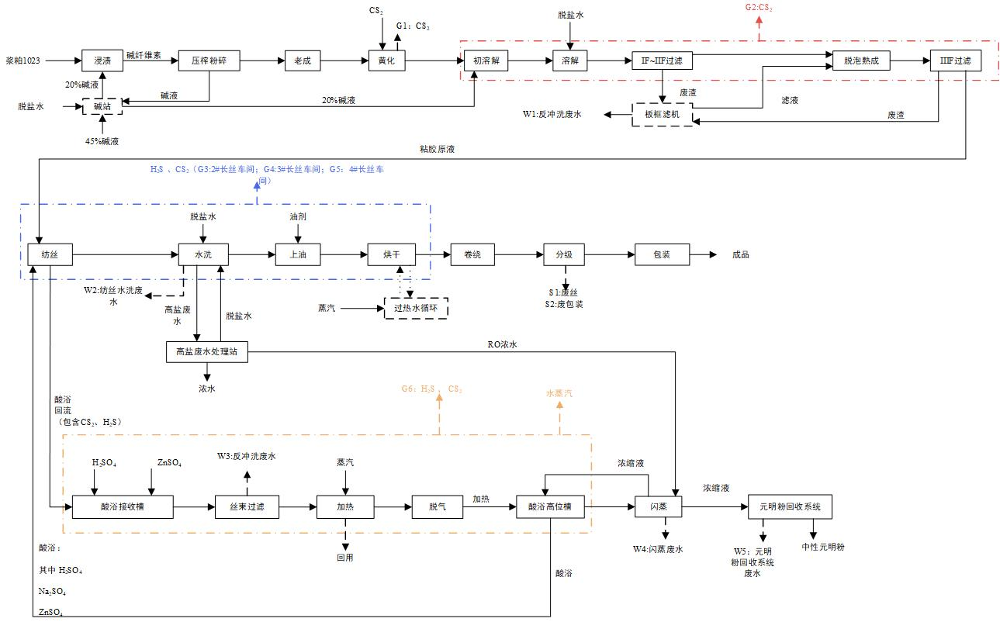 CS₂
G1：CS₂
脱盐水
G2:CS₂
浆粕1023
浸渍
碱纤维素
压榨粉碎
老成
黄化
初溶解
溶解
IF~IIF过滤
脱泡熟成
IIIF过滤
20%碱液
碱液
20%碱液
废渣
滤液
脱盐水
碱站
W1:反冲洗废水
板框滤机
废渣
45%碱液
粘胶原液
H₂S 、CS₂（G3:2#长丝车间；G4:3#长丝车间；G5：4#长丝车
间）
脱盐水
油剂
纺丝
水洗
上油
烘干
卷绕
分级
包装
成品
W2:纺丝水洗废
水
S1:废丝
S2:废包装
高盐废
水
脱盐水
蒸汽
过热水循环
高盐废水处理站
RO浓水
浓水
G6：H₂S 、 CS₂
水蒸汽
酸浴
回流
（包含CS₂、H₂S）
H₂SO₄
ZnSO₄
W3:反冲洗废水
蒸汽
浓缩液
浓缩液
酸浴接收槽
丝束过滤
加热
脱气
加热
酸浴高位槽
闪蒸
元明粉回收系统
酸浴：
回用
W4:闪蒸废水
W5：元明
粉回收系统
废水
中性元明粉
其中 H₂SO₄
酸浴
Na₂SO₄
ZnSO₄